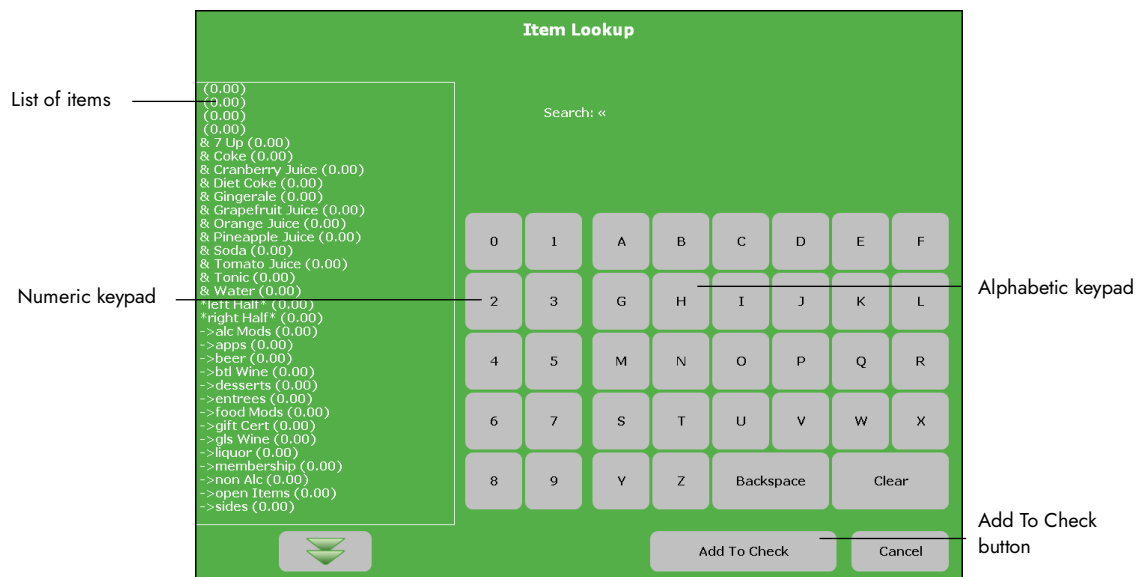 Item Lookup
List of items
(0.00)
(0.00)
(0.00)
(0.00)
& 7 Up (0.00)
& Coke (0.00)
& Cranberry Juice (0.00)
& Diet Coke (0.00)
& Gingerale (0.00)
& Grapefruit Juice (0.00)
& Orange Juice (0.00)
& Pineapple Juice (0.00)
& Soda (0.00)
& Tomato Juice (0.00)
& Tonic (0.00)
& Water (0.00)
*left Half* (0.00)
*right Half* (0.00)
->alc Mods (0.00)
->apps (0.00)
->beer (0.00)
->btl Wine (0.00)
->desserts (0.00)
->entrees (0.00)
->food Mods (0.00)
->gift Cert (0.00)
->gls Wine (0.00)
->liquor (0.00)
->membership (0.00)
->non Alc (0.00)
->open Items (0.00)
->sides (0.00)
Search: «
Numeric keypad
0 1 A B C D E F
2 3 G H I J K L
4 5 M N O P Q R
6 7 S T U V W X
8 9 Y Z Backspace Clear
Alphabetic keypad
Add To Check Cancel
Add To Check
button